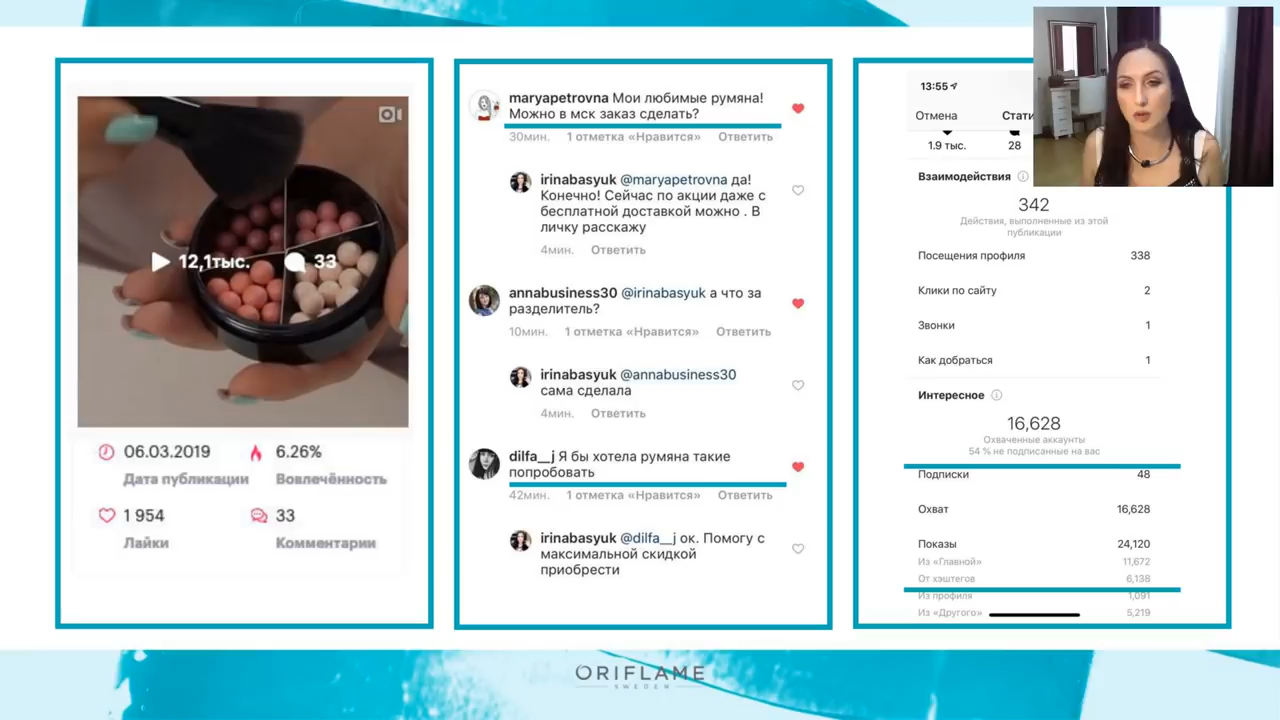 12,1тыс. 33
06.03.2019 6.26%
Дата публикации Вовлечённость
1 954 33
Лайки Комментарии
maryapetrovna Мои любимые румяна!
Можно в мск заказ сделать?
30мин. 1 отметка «Нравится» Ответить
irinabasyuk @maryapetrovna да!
Конечно! Сейчас по акции даже с
бесплатной доставкой можно . В
личку расскажу
4мин. Ответить
annabusiness30 @irinabasyuk а что за
разделитель?
10мин. 1 отметка «Нравится» Ответить
irinabasyuk @annabusiness30
сама сделала
4мин. Ответить
dilfa__j Я бы хотела румяна такие
попробовать
42мин. 1 отметка «Нравится» Ответить
irinabasyuk @dilfa__j ок. Помогу с
максимальной скидкой
приобрести
13:55
Отмена Стати
1.9 тыс. 28
Взаимодействия
342
Действия, выполненные из этой
публикации
Посещения профиля 338
Клики по сайту 2
Звонки 1
Как добраться 1
Интересное
16,628
Охваченные аккаунты
54 % не подписанные на вас
Подписки 48
Охват 16,628
Показы 24,120
Из «Главной» 11,672
От хэштегов 6,138
Из профиля 1,091
Из «Другого» 5,219
ORIFLAME
SWEDEN